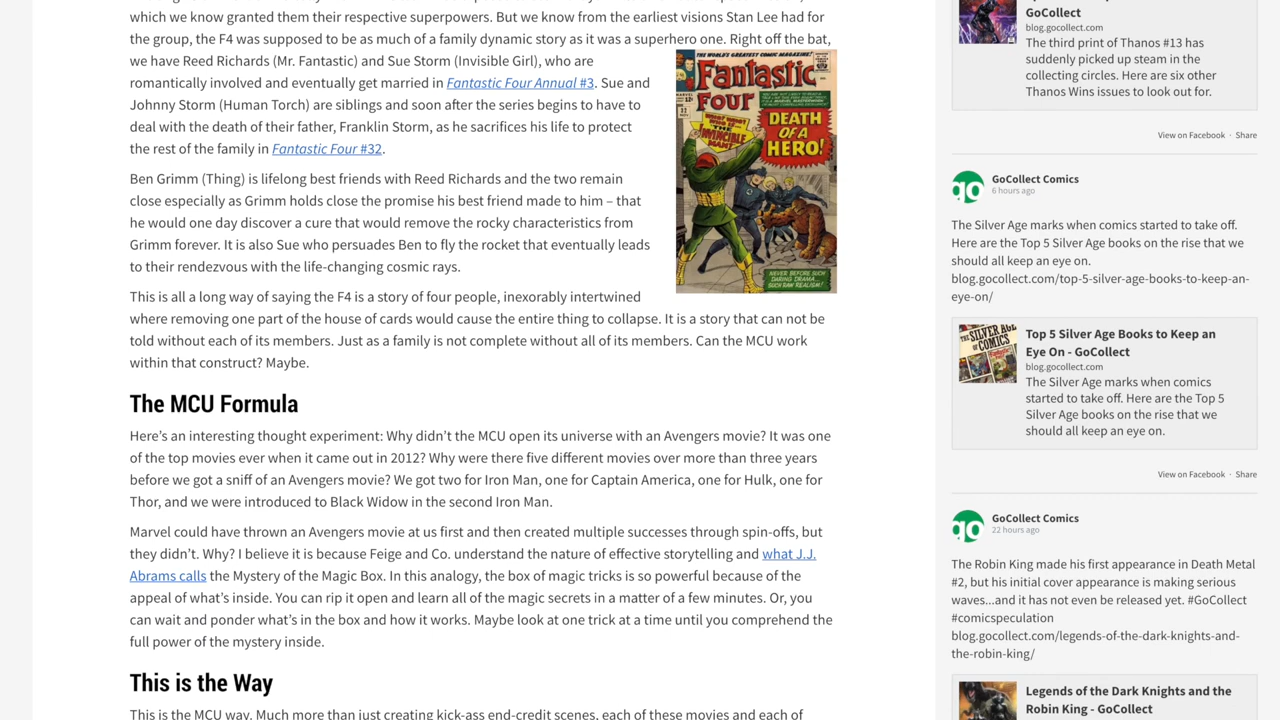 which we know granted them their respective superpowers. But we know from the earliest visions Stan Lee had for
the group, the F4 was supposed to be as much of a family dynamic story as it was a superhero one. Right off the bat,
we have Reed Richards (Mr. Fantastic) and Sue Storm (Invisible Girl), who are
romantically involved and eventually get married in Fantastic Four Annual #3. Sue and
Johnny Storm (Human Torch) are siblings and soon after the series begins to have to
deal with the death of their father, Franklin Storm, as he sacrifices his life to protect
the rest of the family in Fantastic Four #32.
THE WORLD'S GREATEST COMIC MAGAZINE!
Fantastic
FOUR
DEATH
OF A
HERO!
THE
INVINCIBLE
MAN
NEVER BEFORE SUCH
DARING DRAMA...
SUCH RAW REALISM!
Ben Grimm (Thing) is lifelong best friends with Reed Richards and the two remain
close especially as Grimm holds close the promise his best friend made to him – that
he would one day discover a cure that would remove the rocky characteristics from
Grimm forever. It is also Sue who persuades Ben to fly the rocket that eventually leads
to their rendezvous with the life-changing cosmic rays.
This is all a long way of saying the F4 is a story of four people, inexorably intertwined
where removing one part of the house of cards would cause the entire thing to collapse. It is a story that can not be
told without each of its members. Just as a family is not complete without all of its members. Can the MCU work
within that construct? Maybe.
The MCU Formula
Here's an interesting thought experiment: Why didn't the MCU open its universe with an Avengers movie? It was one
of the top movies ever when it came out in 2012? Why were there five different movies over more than three years
before we got a sniff of an Avengers movie? We got two for Iron Man, one for Captain America, one for Hulk, one for
Thor, and we were introduced to Black Widow in the second Iron Man.
Marvel could have thrown an Avengers movie at us first and then created multiple successes through spin-offs, but
they didn't. Why? I believe it is because Feige and Co. understand the nature of effective storytelling and what J.J.
Abrams calls the Mystery of the Magic Box. In this analogy, the box of magic tricks is so powerful because of the
appeal of what's inside. You can rip it open and learn all of the magic secrets in a matter of a few minutes. Or, you
can wait and ponder what's in the box and how it works. Maybe look at one trick at a time until you comprehend the
full power of the mystery inside.
This is the Way
This is the MCU way. Much more than just creating kick-ass end-credit scenes, each of these movies and each of
GoCollect
blog.gocollect.com
The third print of Thanos #13 has
suddenly picked up steam in the
collecting circles. Here are six other
Thanos Wins issues to look out for.
View on Facebook · Share
go
GoCollect Comics
6 hours ago
The Silver Age marks when comics started to take off.
Here are the Top 5 Silver Age books on the rise that we
should all keep an eye on.
blog.gocollect.com/top-5-silver-age-books-to-keep-an-
eye-on/
THE SILVER AGE
OF COMICS
Top 5 Silver Age Books to Keep an
Eye On - GoCollect
blog.gocollect.com
The Silver Age marks when comics
started to take off. Here are the Top 5
Silver Age books on the rise that we
should all keep an eye on.
View on Facebook · Share
go
GoCollect Comics
22 hours ago
The Robin King made his first appearance in Death Metal
#2, but his initial cover appearance is making serious
waves...and it has not even be released yet. #GoCollect
#comicspeculation
blog.gocollect.com/legends-of-the-dark-knights-and-
the-robin-king/
Legends of the Dark Knights and the
Robin King - GoCollect